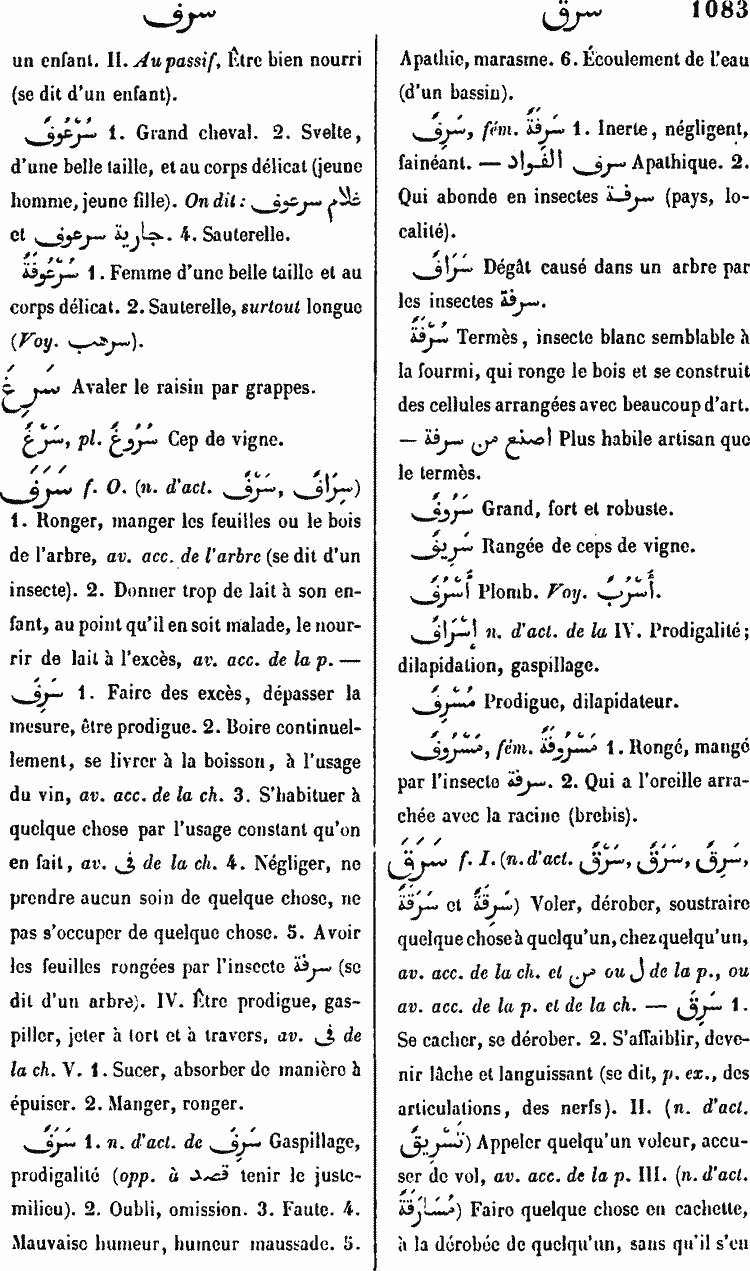 سرف
سرق
1083
un enfant. II. Au passif, Être bien nourri
(se dit d'un enfant).
سُرْعُوفٌ 1. Grand cheval. 2. Svelte,
d'une belle taille, et au corps délicat (jeune
homme, jeune fille). On dit : غلام سرعوف
et جارية سرعوف. 4. Sauterelle.
سُرْعُوفَةٌ 1. Femme d'une belle taille et au
corps délicat. 2. Sauterelle, surtout longue
(Voy. سرهب).
سَرِغَ Avaler le raisin par grappes.
سَرْغٌ, pl. سُرُوغٌ Cep de vigne.
سَرَفَ f. O. (n. d'act. سَرْفٌ, سِرَافٌ)
1. Ronger, manger les feuilles ou le bois
de l'arbre, av. acc. de l'arbre (se dit d'un
insecte). 2. Donner trop de lait à son en-
fant, au point qu'il en soit malade, le nour-
rir de lait à l'excès, av. acc. de la p. —
سَرِفَ 1. Faire des excès, dépasser la
mesure, être prodigue. 2. Boire continuel-
lement, se livrer à la boisson, à l'usage
du vin, av. acc. de la ch. 3. S'habituer à
quelque chose par l'usage constant qu'on
en fait, av. فى de la ch. 4. Négliger, ne
prendre aucun soin de quelque chose, ne
pas s'occuper de quelque chose. 5. Avoir
les feuilles rongées par l'insecte سرفة (se
dit d'un arbre). IV. Être prodigue, gas-
piller, jeter à tort et à travers, av. فى de
la ch. V. 1. Sucer, absorber de manière à
épuiser. 2. Manger, ronger.
سَرَفٌ 1. n. d'act. de سَرِفَ Gaspillage,
prodigalité (opp. à قصد tenir le juste-
milieu). 2. Oubli, omission. 3. Faute. 4.
Mauvaise humeur, humeur maussade. 5.
Apathie, marasme. 6. Écoulement de l'eau
(d'un bassin).
سَرِفٌ, fém. سَرِفَةٌ 1. Inerte, négligent,
fainéant. — سرف الفواد Apathique. 2.
Qui abonde en insectes سرفة (pays, lo-
calité).
سَرَافٌ Dégât causé dans un arbre par
les insectes سرفة.
سُرْفَةٌ Termès, insecte blanc semblable à
la fourmi, qui ronge le bois et se construit
des cellules arrangées avec beaucoup d'art.
— اصنع من سرفة Plus habile artisan que
le termès.
سَرُوفٌ Grand, fort et robuste.
سَرِيفٌ Rangée de ceps de vigne.
أُسْرُفٌ Plomb. Voy. أُسْرُبٌ.
إِسْرَافٌ n. d'act. de la IV. Prodigalité;
dilapidation, gaspillage.
مُسْرِفٌ Prodigue, dilapidateur.
مَسْرُوفٌ, fém. مَسْرُوفَةٌ 1. Rongé, mangé
par l'insecte سرفة. 2. Qui a l'oreille arra-
chée avec la racine (brebis).
سَرَقَ f. I. (n. d'act. سَرْقٌ, سَرَقٌ, سَرِقٌ,
سَرِقَةٌ et سَرَقَةٌ) Voler, dérober, soustraire
quelque chose à quelqu'un, chez quelqu'un,
av. acc. de la ch. et من ou ل de la p., ou
av. acc. de la p. et de la ch. — سَرِقَ 1.
Se cacher, se dérober. 2. S'affaiblir, deve-
nir lâche et languissant (se dit, p. ex., des
articulations, des nerfs). II. (n. d'act.
تَسْرِيقٌ) Appeler quelqu'un voleur, accu-
ser de vol, av. acc. de la p. III. (n. d'act.
مُسَارَقَةٌ) Faire quelque chose en cachette,
à la dérobée de quelqu'un, sans qu'il s'en